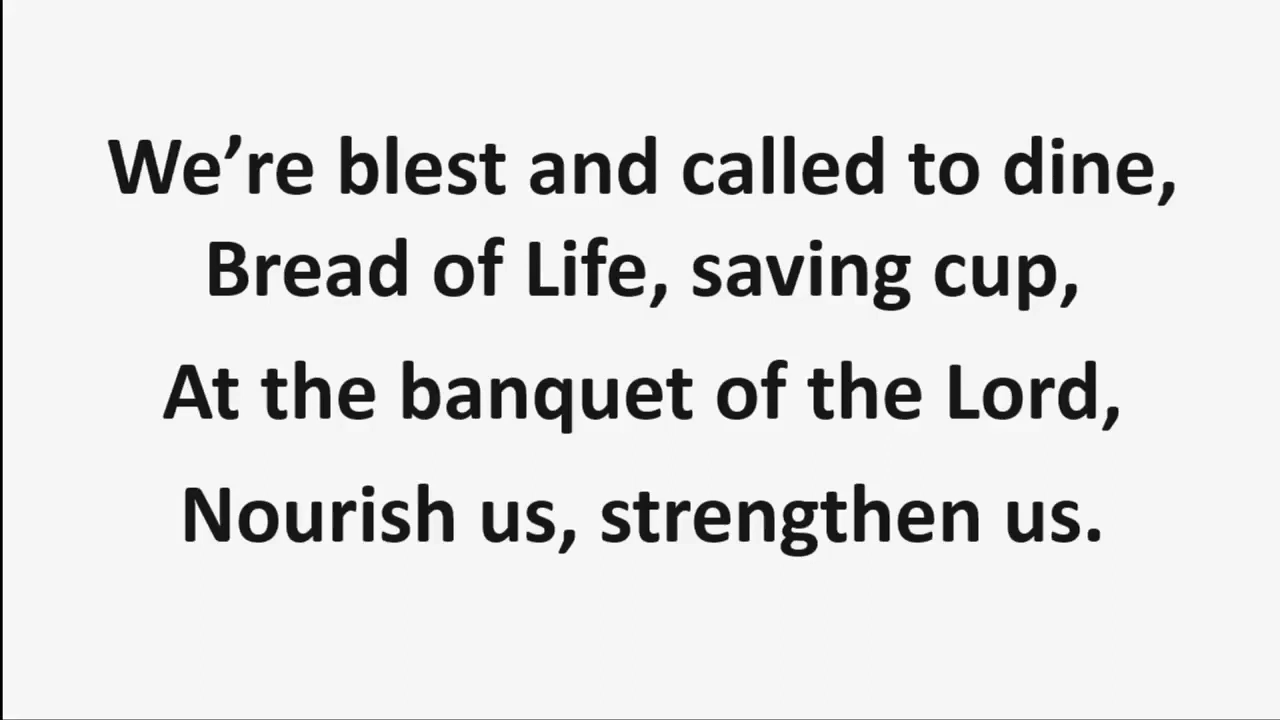 We’re blest and called to dine,
Bread of Life, saving cup,
At the banquet of the Lord,
Nourish us, strengthen us.